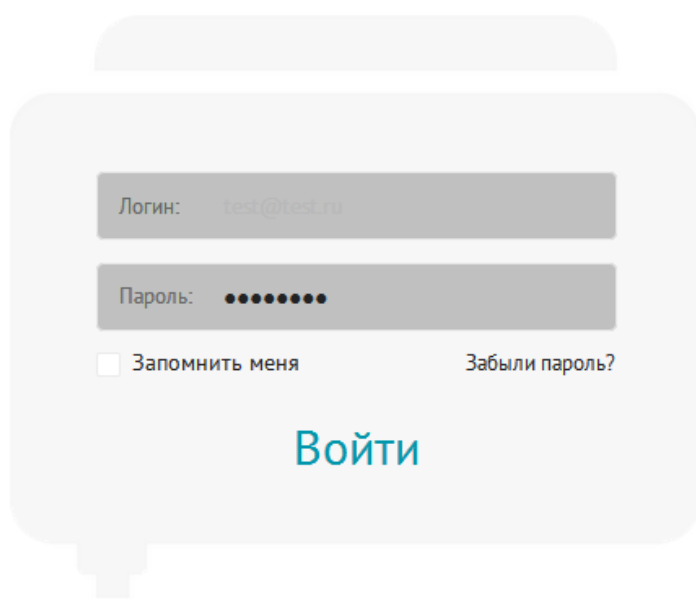 Логин: test@test.ru
Пароль: ●●●●●●●●
Запомнить меня Забыли пароль?
Войти